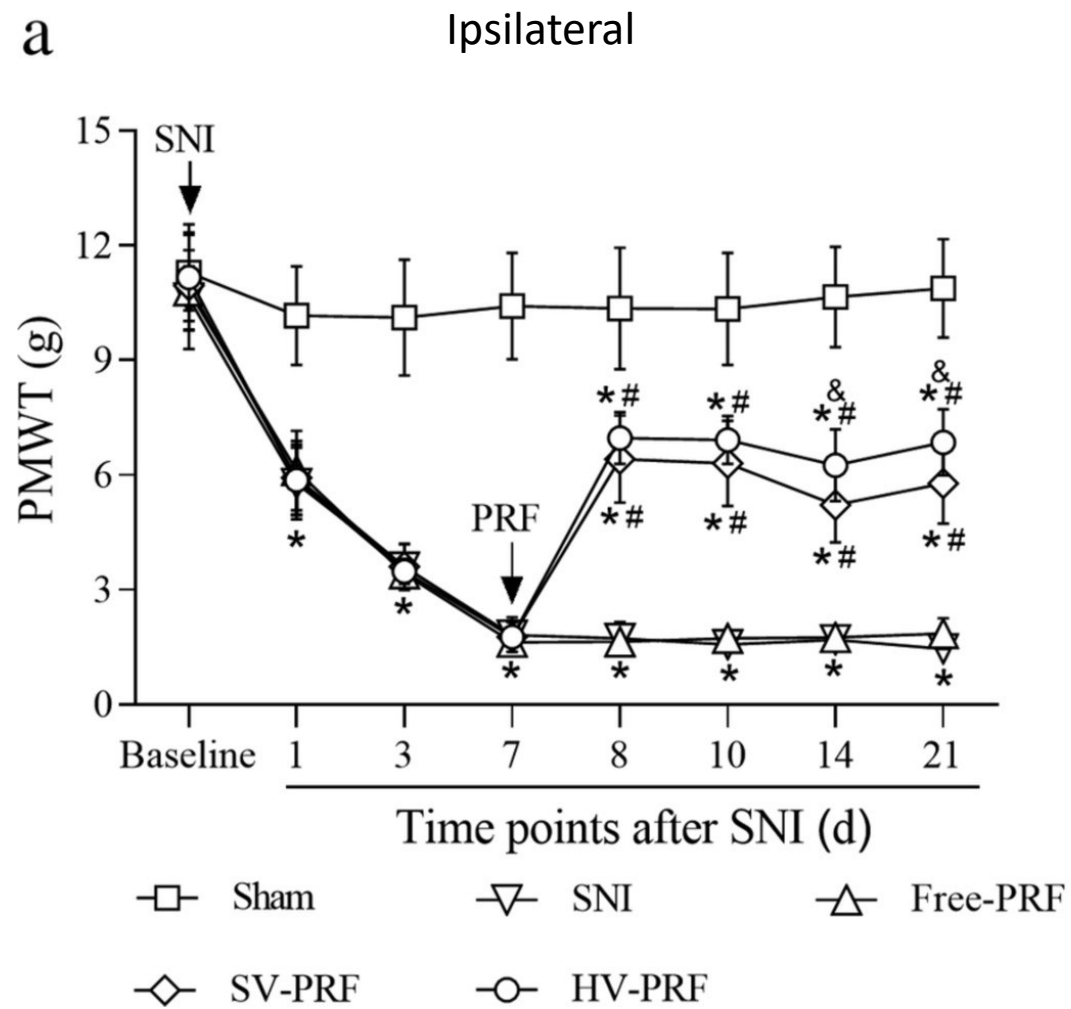 a
Ipsilateral
15
SNI
12
PMWT (g)
9
&
* #
* #
&
* #
* #
6
PRF
* #
* #
* #
* #
*
3
*
*
*
*
*
*
0
Baseline 1 3 7 8 10 14 21
Time points after SNI (d)
Sham SNI Free-PRF
SV-PRF HV-PRF